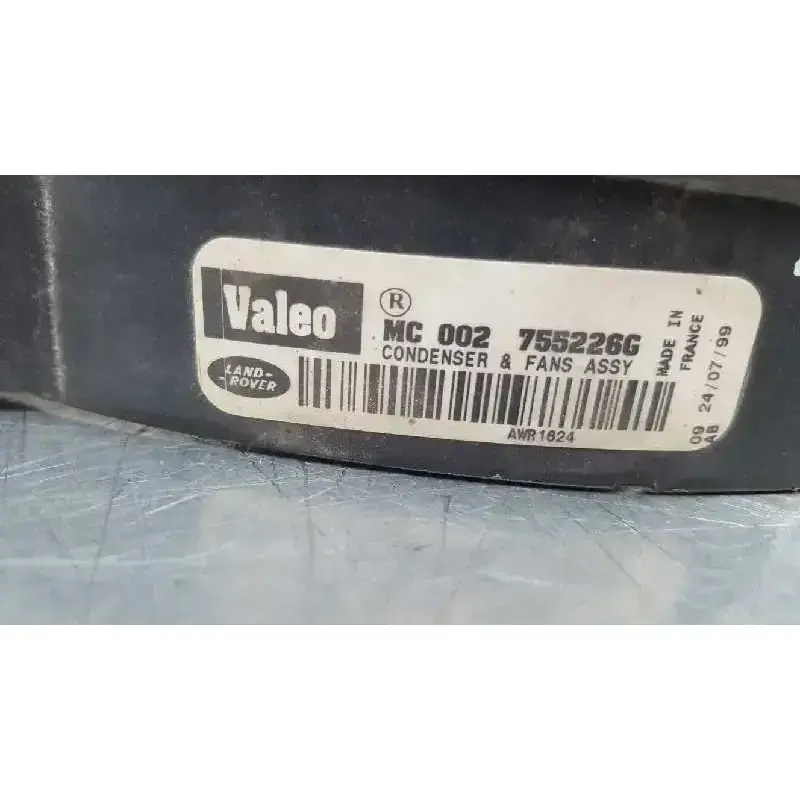 Valeo ®
MC 002 755226G
CONDENSER & FANS ASSY
LAND-
-ROVER
AWR1624
MADE IN
FRANCE
09 24/07/99
AB